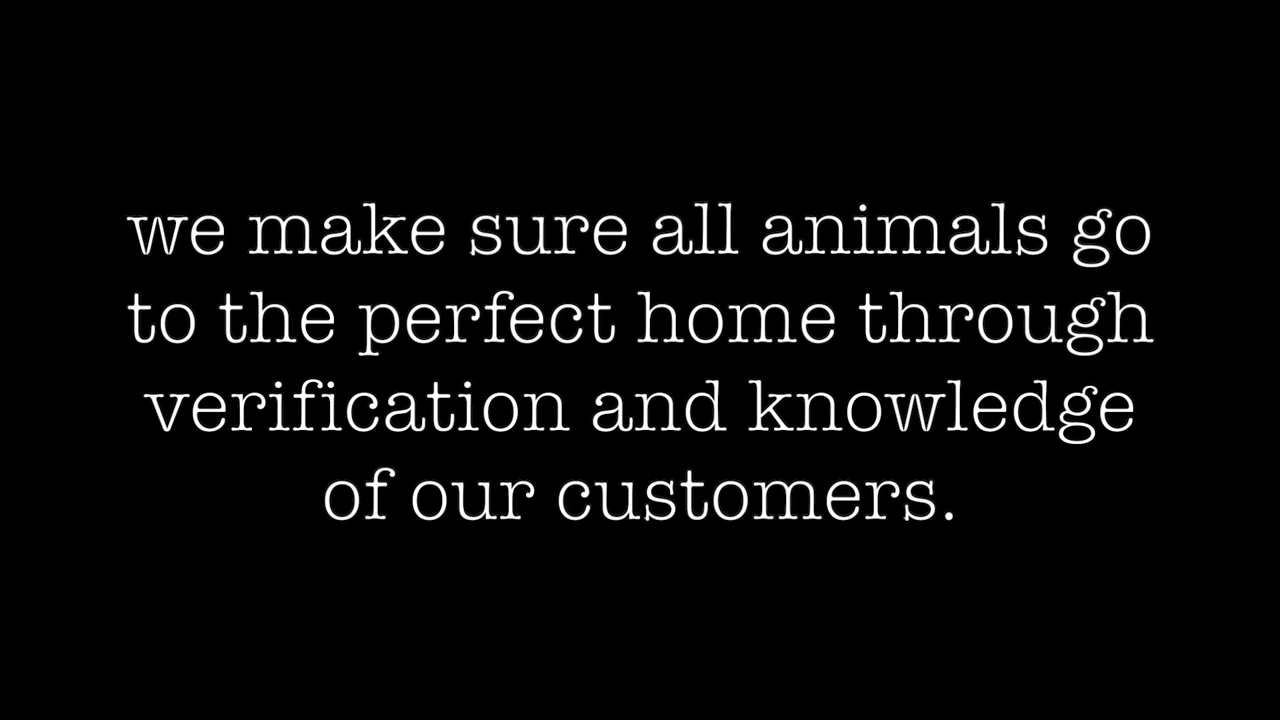 we make sure all animals go
to the perfect home through
verification and knowledge
of our customers.